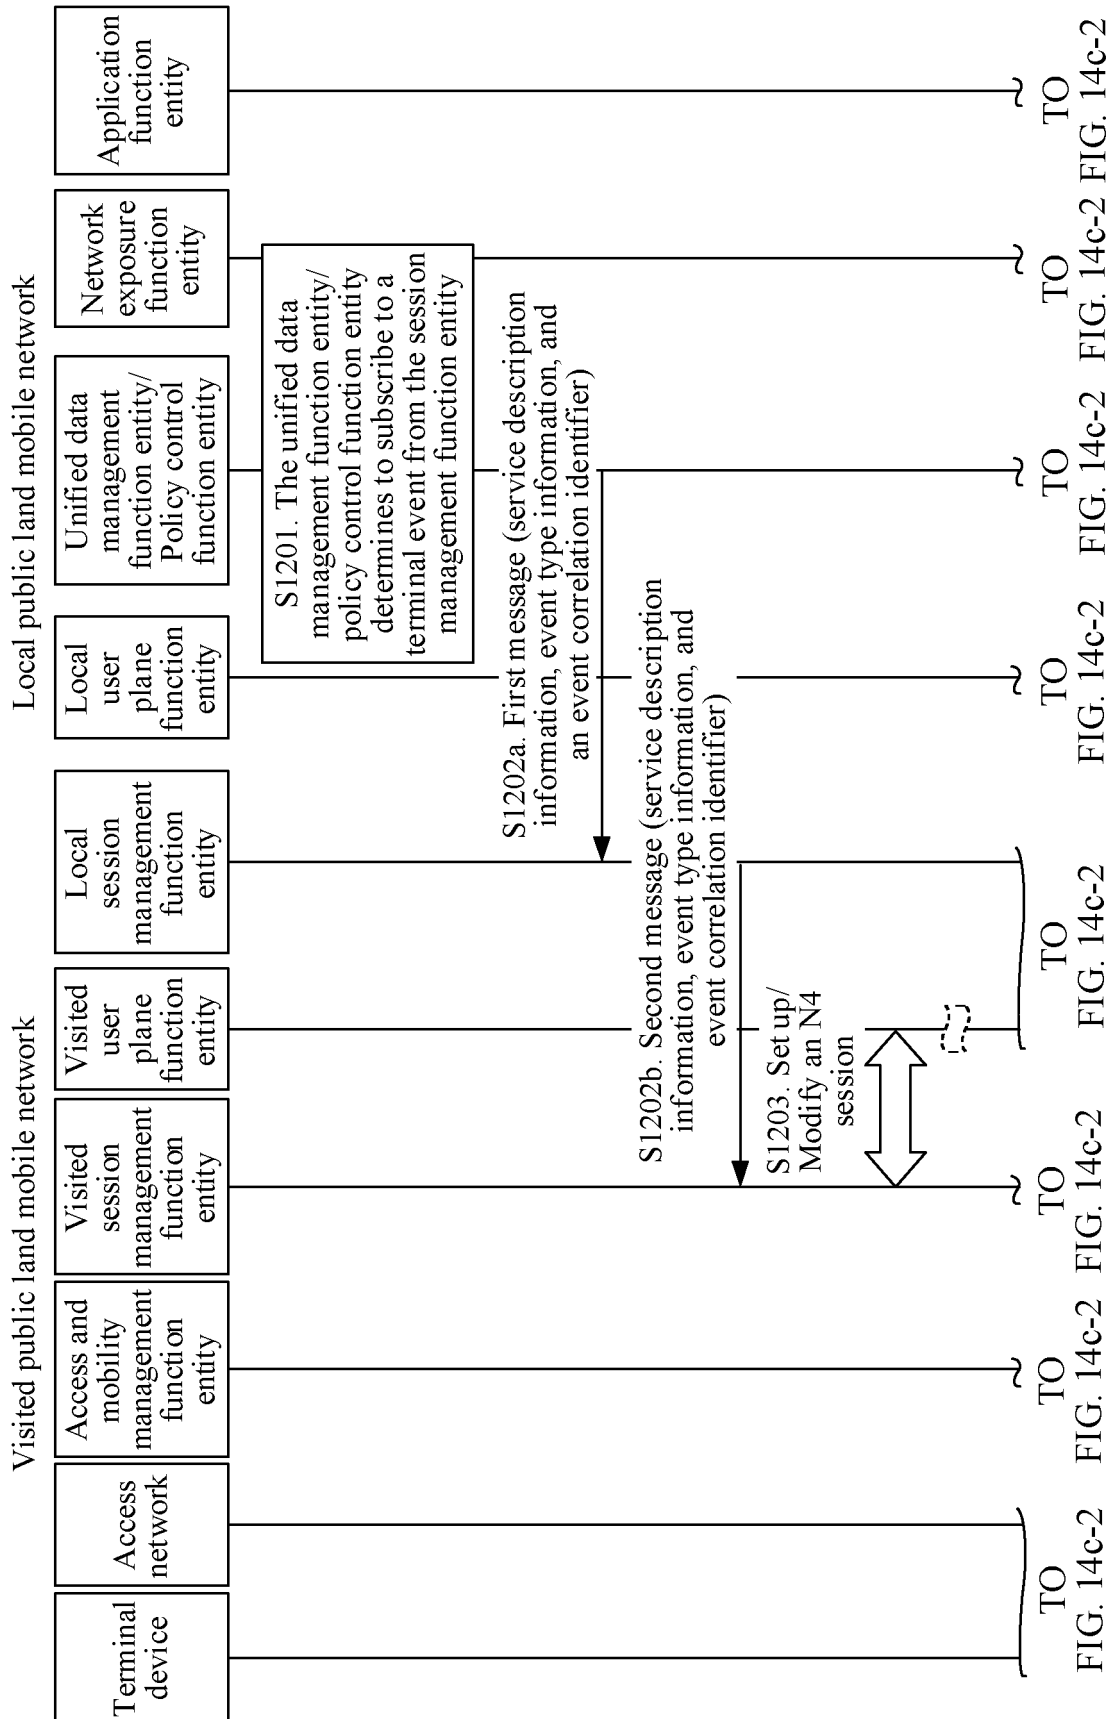 Visited public land mobile network
Local public land mobile network
Terminal
device
Access
network
Access and
mobility
management
function
entity
Visited
session
management
function
entity
Visited
user
plane
function
entity
Local
session
management
function
entity
Local
user
plane
function
entity
Unified data
management
function entity/
Policy control
function entity
Network
exposure
function
entity
Application
function
entity
S1201. The unified data
management function entity/
policy control function entity
determines to subscribe to a
terminal event from the session
management function entity
S1202a. First message (service description
information, event type information, and
an event correlation identifier)
S1202b. Second message (service description
information, event type information, and
event correlation identifier)
S1203. Set up/
Modify an N4
session
TO
FIG. 14c-2
TO
FIG. 14c-2
TO
FIG. 14c-2
TO
FIG. 14c-2
TO
FIG. 14c-2
TO
FIG. 14c-2
TO
FIG. 14c-2
TO
FIG. 14c-2